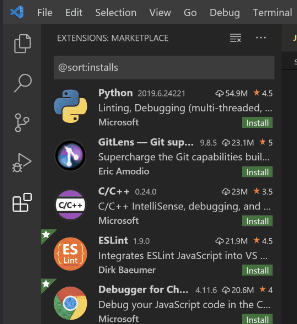 File Edit Selection View Go Debug Terminal
EXTENSIONS: MARKETPLACE
@sort:installs
Python 2019.6.24221 54.9M 4.5
Linting, Debugging (multi-threaded, ...
Microsoft Install
GitLens — Git sup... 9.8.5 23.1M 5
Supercharge the Git capabilities buil...
Eric Amodio Install
C/C++
C/C++ 0.24.0 23M 3.5
C/C++ IntelliSense, debugging, and ...
Microsoft Install
ES
Lint
ESLint 1.9.0 21.9M 4.5
Integrates ESLint JavaScript into VS ...
Dirk Baeumer Install
Debugger for Ch... 4.11.6 20.6M 4
Debug your JavaScript code in the C...
Microsoft Install